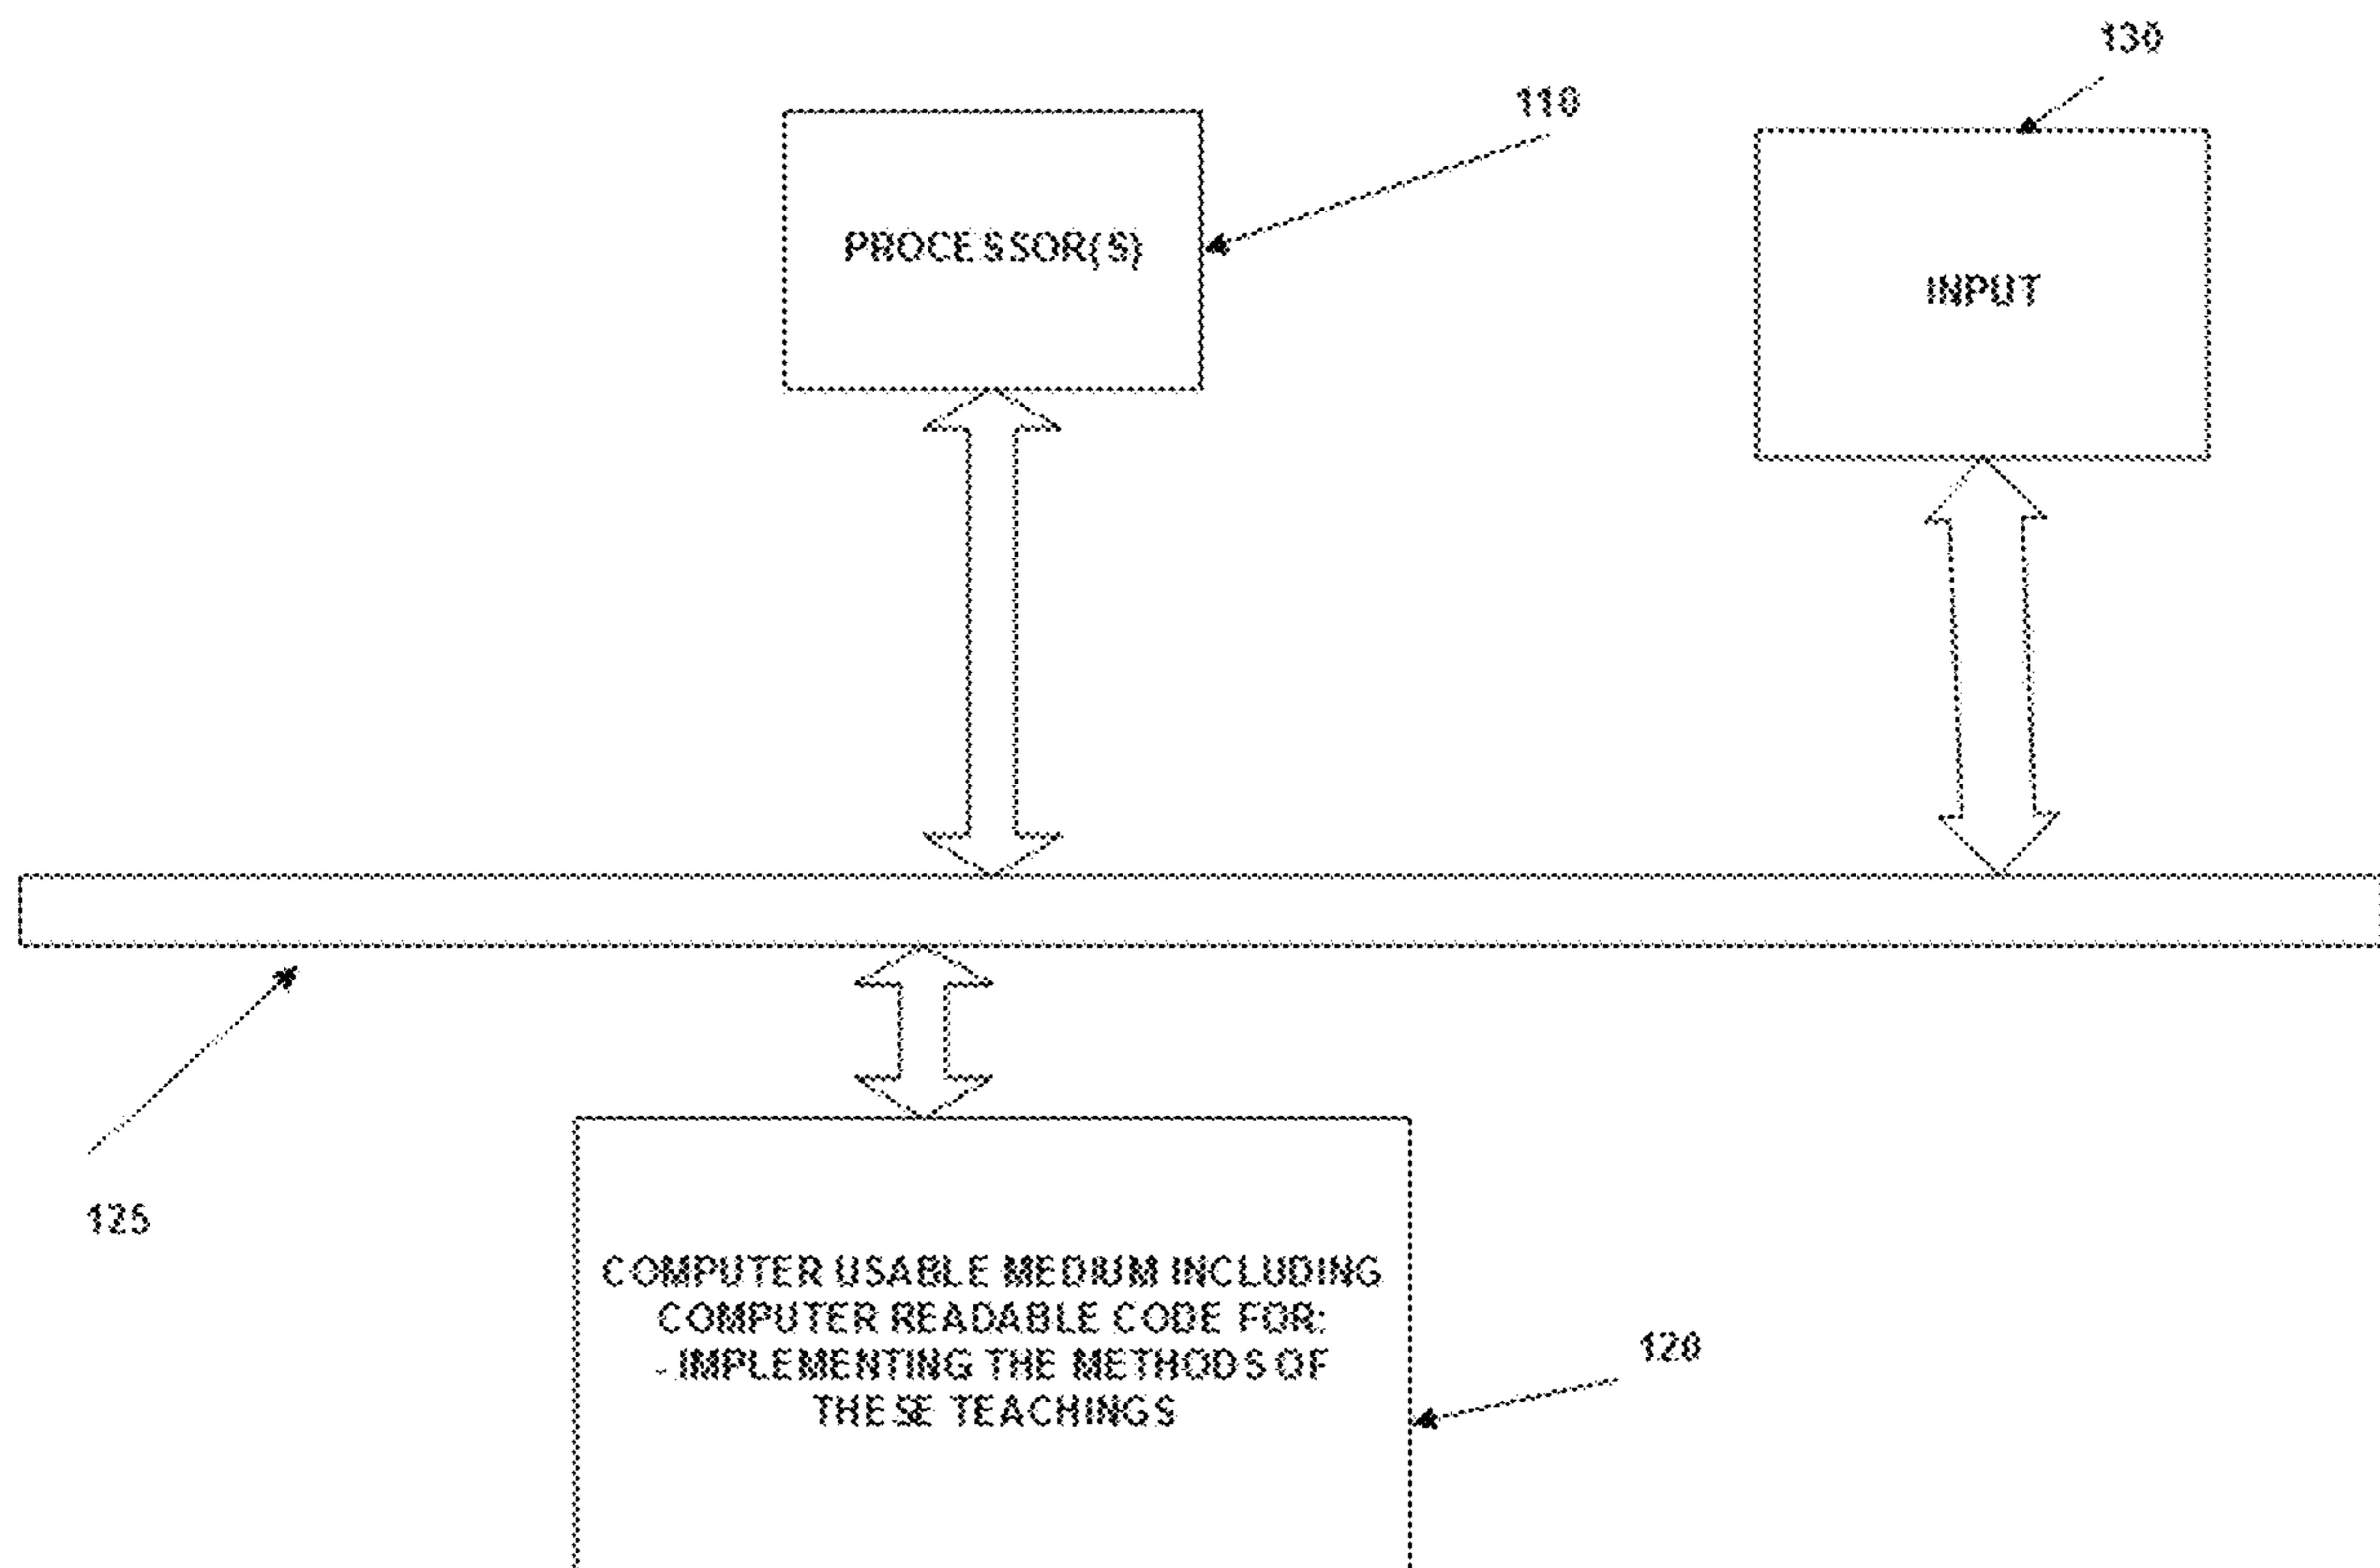 130
110
PROCESSOR(S)
INPUT
125
COMPUTER USABLE MEDIUM INCLUDING
COMPUTER READABLE CODE FOR:
- IMPLEMENTING THE METHODS OF
THESE TEACHINGS
120